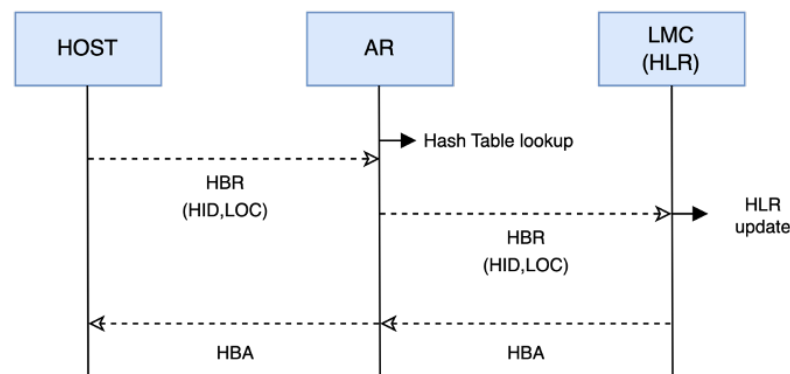 HOST
AR
LMC
(HLR)
Hash Table lookup
HBR
(HID,LOC)
HLR
update
HBR
(HID,LOC)
HBA
HBA